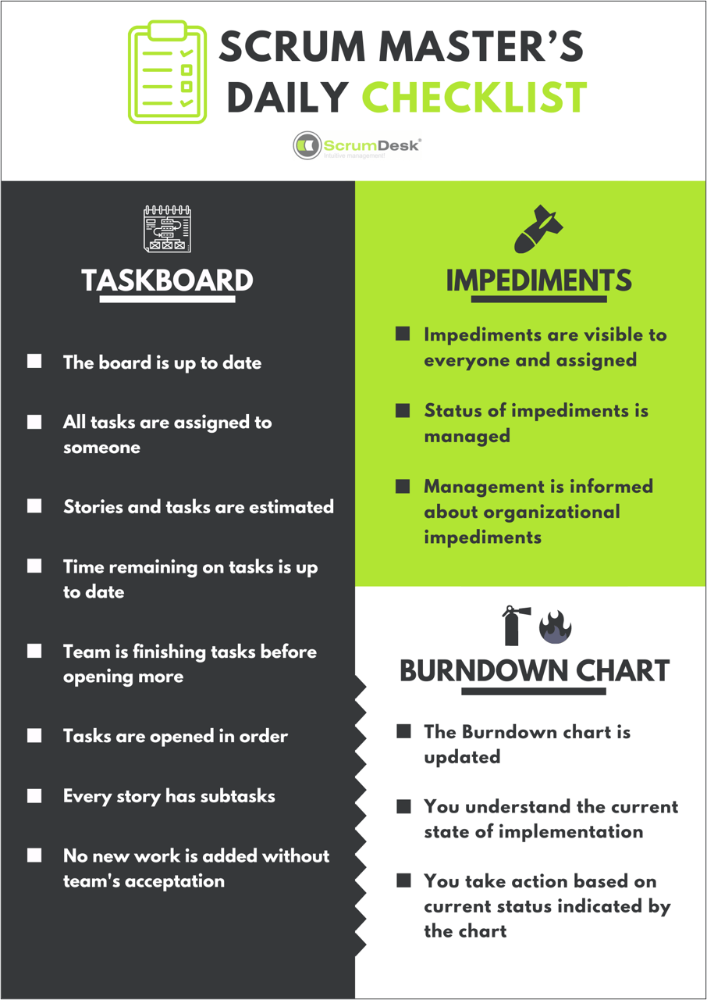 SCRUM MASTER’S
DAILY CHECKLIST
ScrumDesk®
Intuitive management!
TASKBOARD
The board is up to date
All tasks are assigned to
someone
Stories and tasks are estimated
Time remaining on tasks is up
to date
Team is finishing tasks before
opening more
Tasks are opened in order
Every story has subtasks
No new work is added without
team's acceptation
IMPEDIMENTS
Impediments are visible to
everyone and assigned
Status of impediments is
managed
Management is informed
about organizational
impediments
BURNDOWN CHART
The Burndown chart is
updated
You understand the current
state of implementation
You take action based on
current status indicated by
the chart